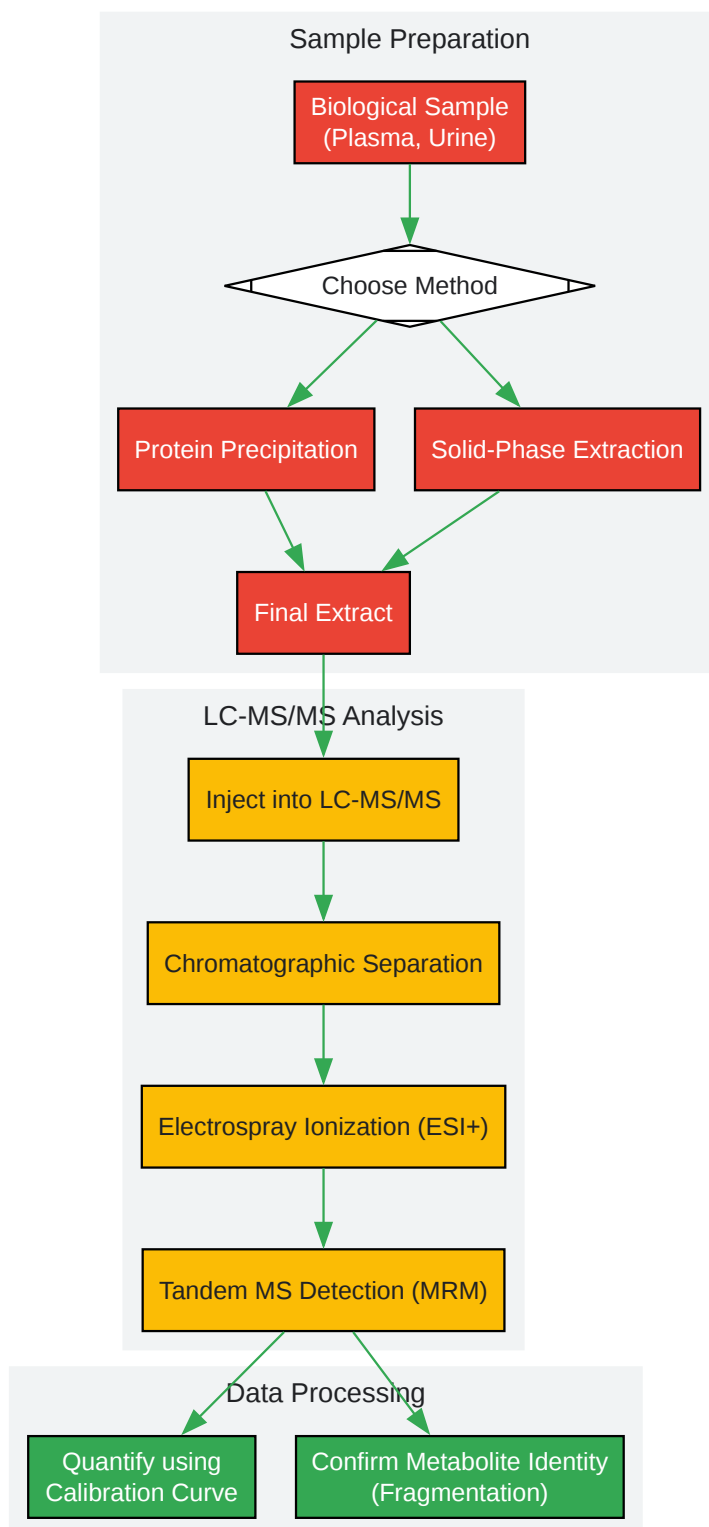 Sample Preparation
Biological Sample
(Plasma, Urine)
Choose Method
Protein Precipitation
Solid-Phase Extraction
Final Extract
LC-MS/MS Analysis
Inject into LC-MS/MS
Chromatographic Separation
Electrospray Ionization (ESI+)
Tandem MS Detection (MRM)
Data Processing
Quantify using
Calibration Curve
Confirm Metabolite Identity
(Fragmentation)